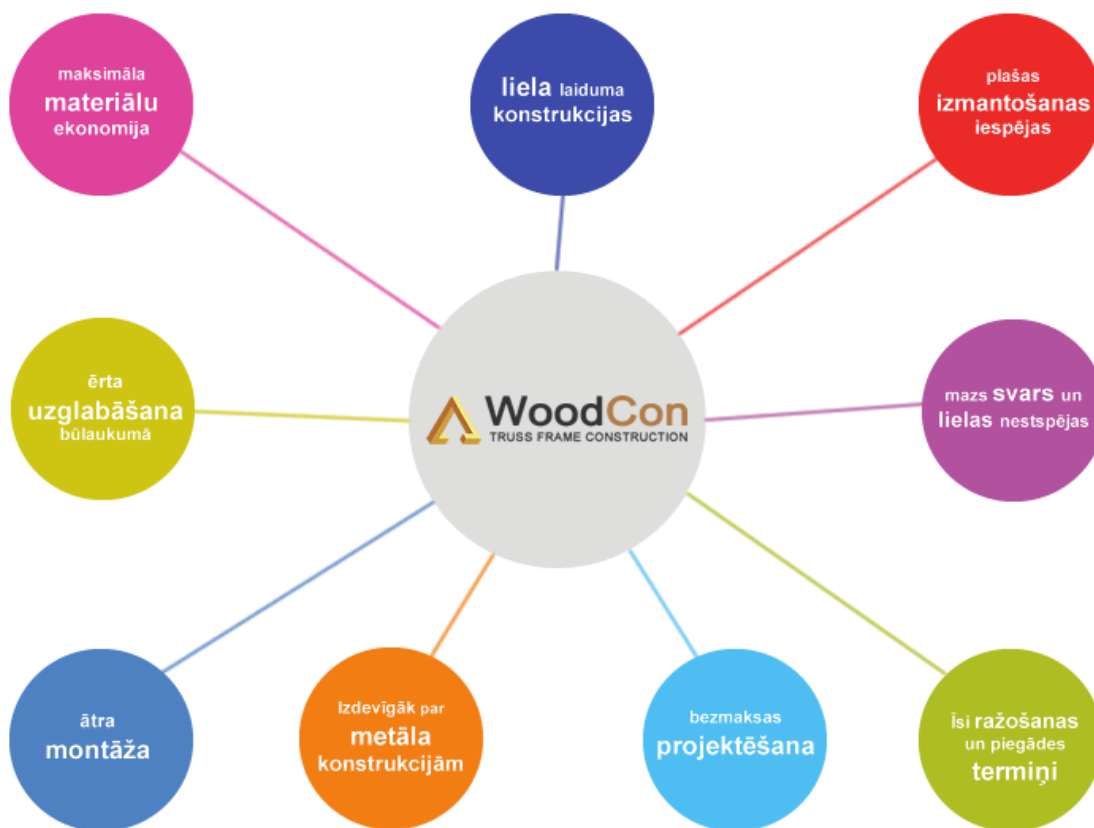 maksimāla
materiālu
ekonomija
liela laiduma
konstrukcijas
plašas
izmantošanas
iespējas
ērta
uzglabāšana
būlaukumā
WoodCon
TRUSS FRAME CONSTRUCTION
mazs svars un
lielas nestspējas
ātra
montāža
Izdevīgāk par
metāla
konstrukcijām
bezmaksas
projektēšana
Īsi ražošanas
un piegādes
termiņi